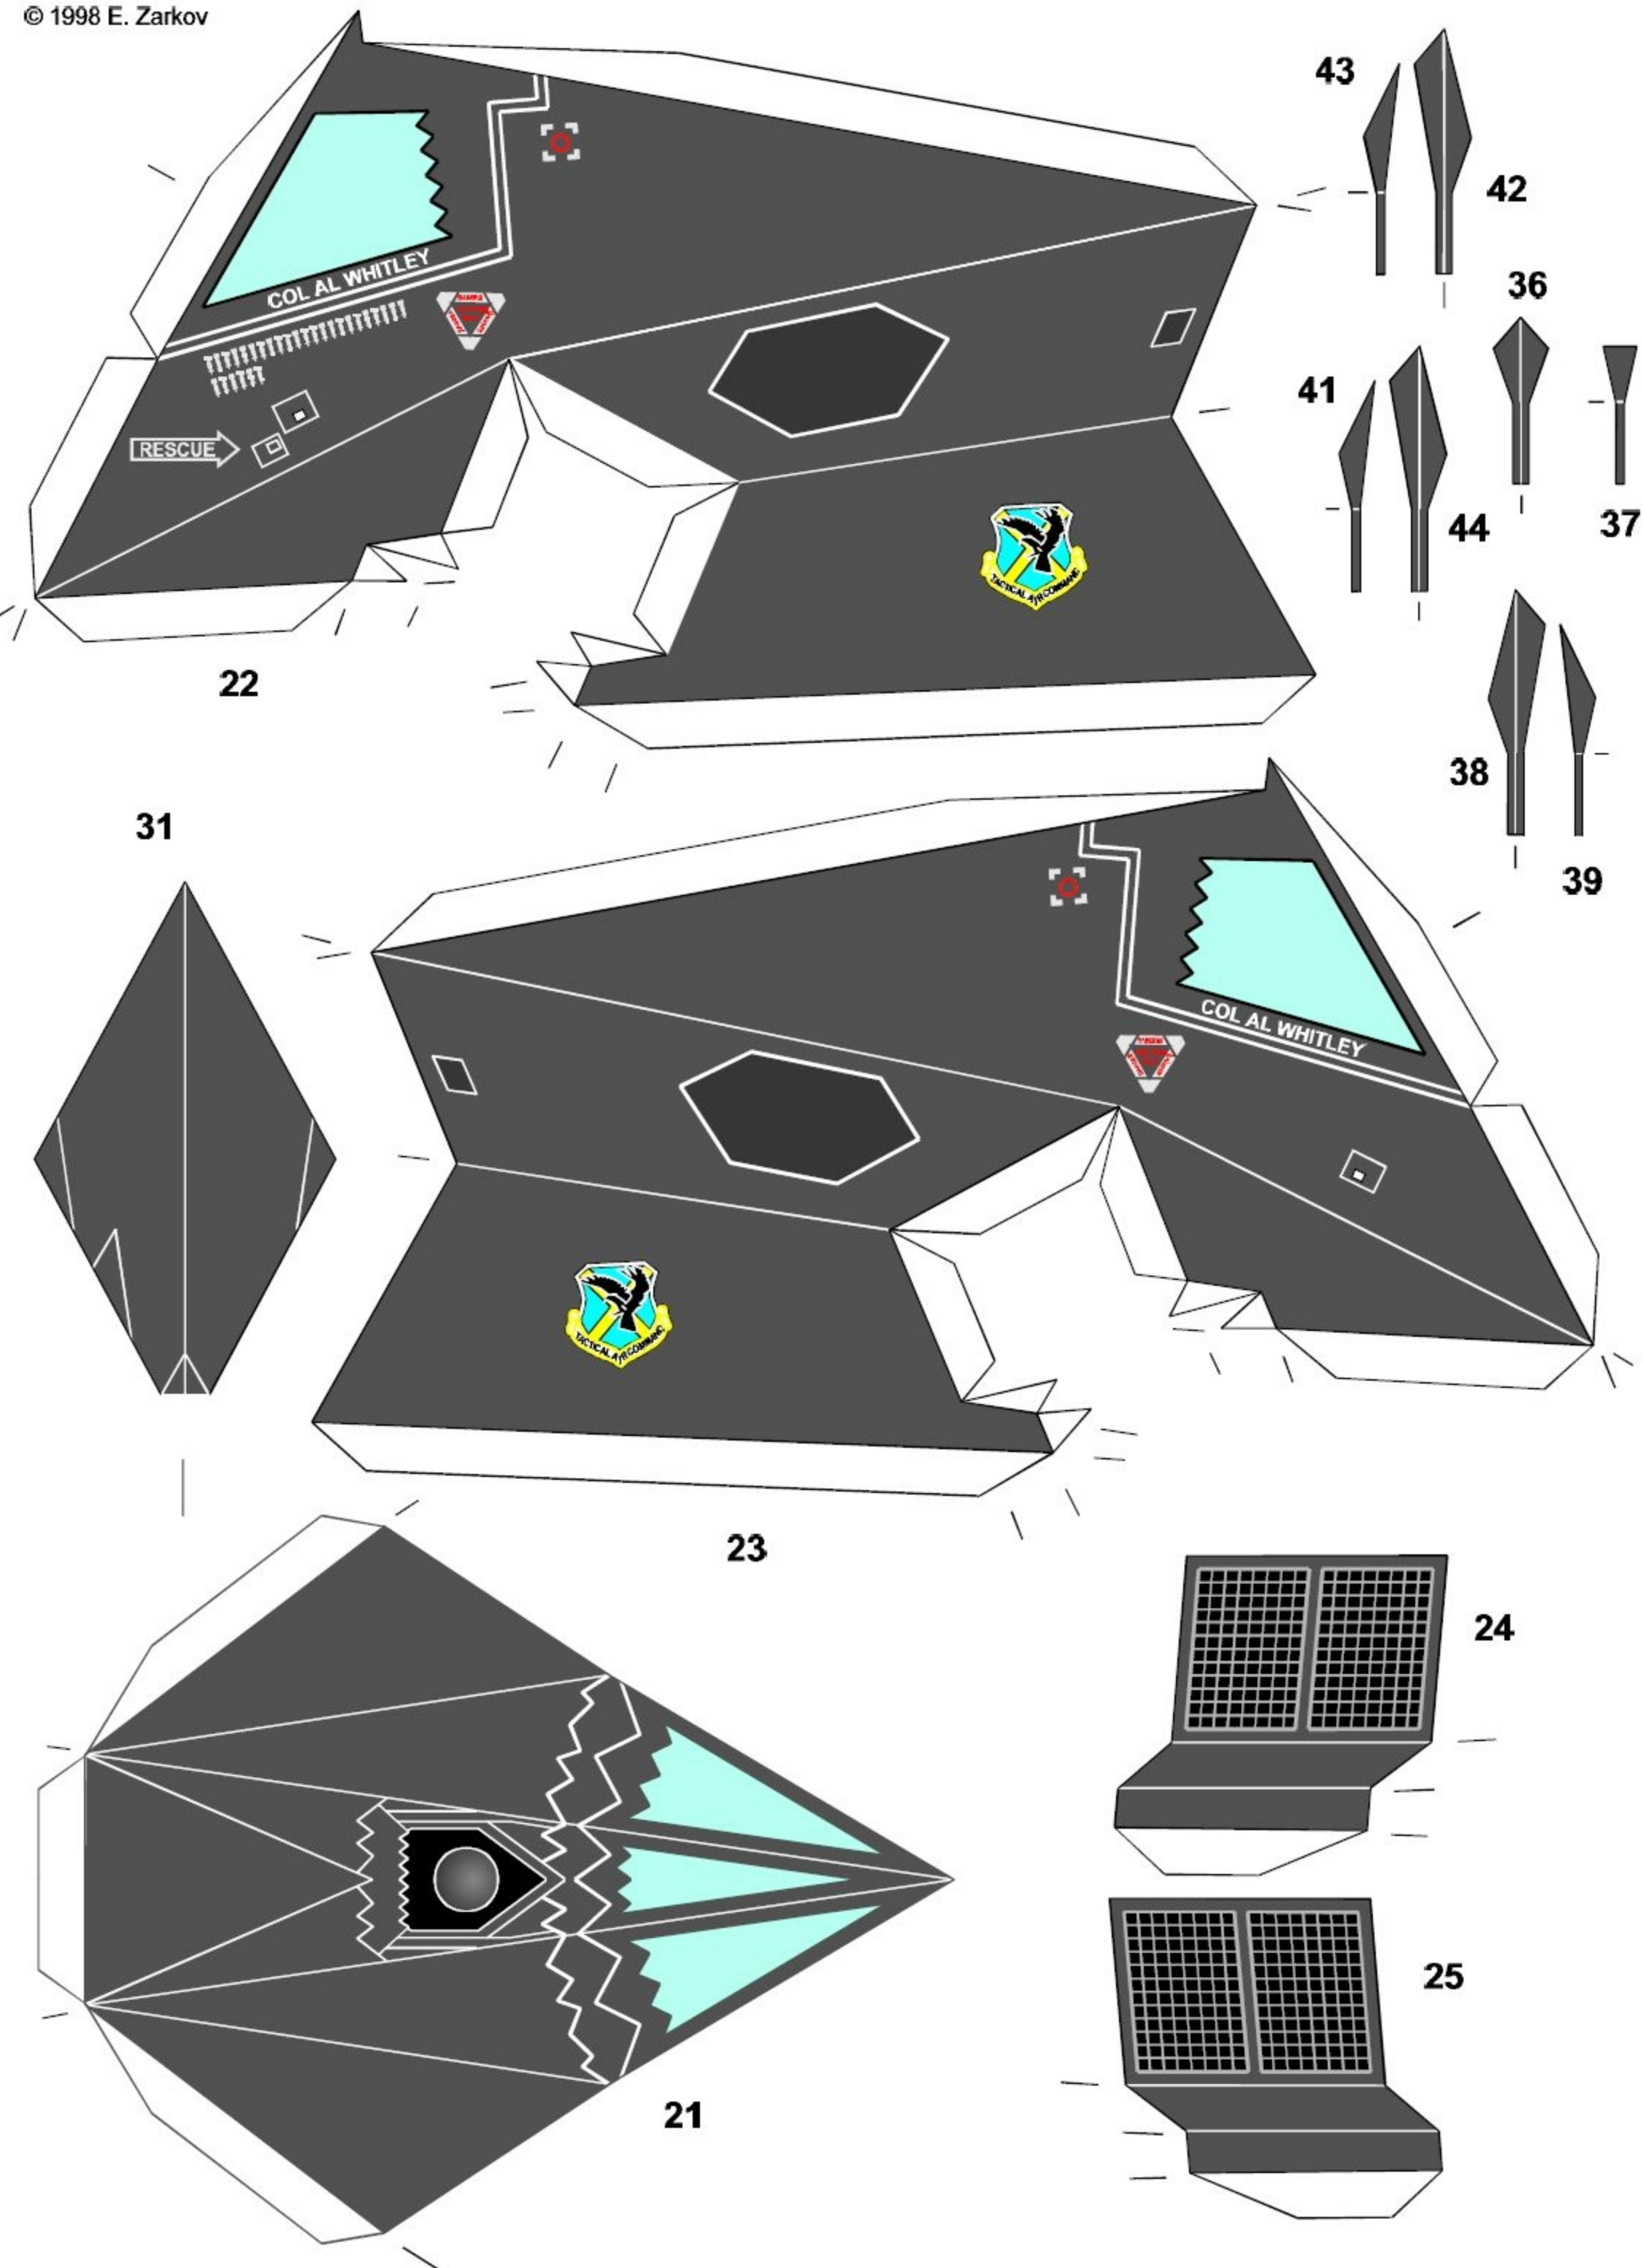 © 1998 E. Zarkov
43
42
COL AL WHITLEY
36
41
RESCUE
44
37
TACTICAL AIR COMMAND
22
38
39
31
COL AL WHITLEY
TACTICAL AIR COMMAND
23
24
25
21